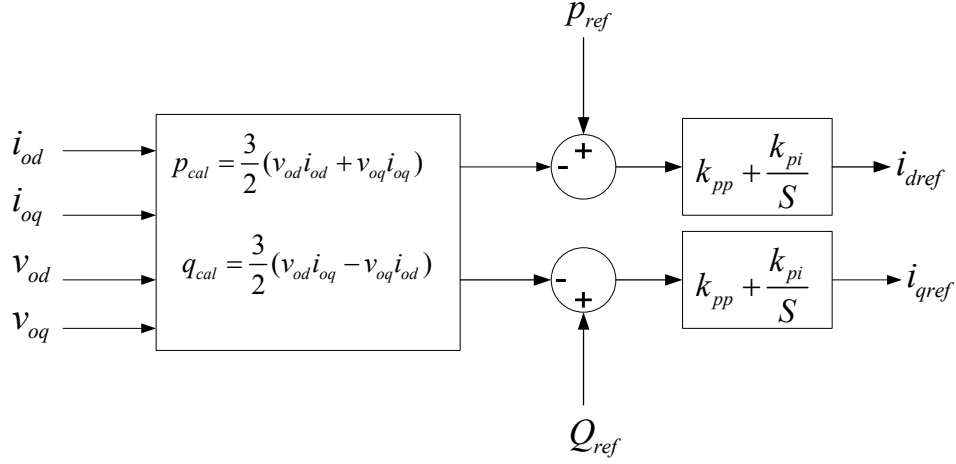 p_ref
i_od
i_oq
v_od
v_oq
p_cal = 3/2 (v_od i_od + v_oq i_oq)
q_cal = 3/2 (v_od i_oq − v_oq i_od)
- +
k_pp + k_pi/S
i_dref
- +
k_pp + k_pi/S
i_qref
Q_ref